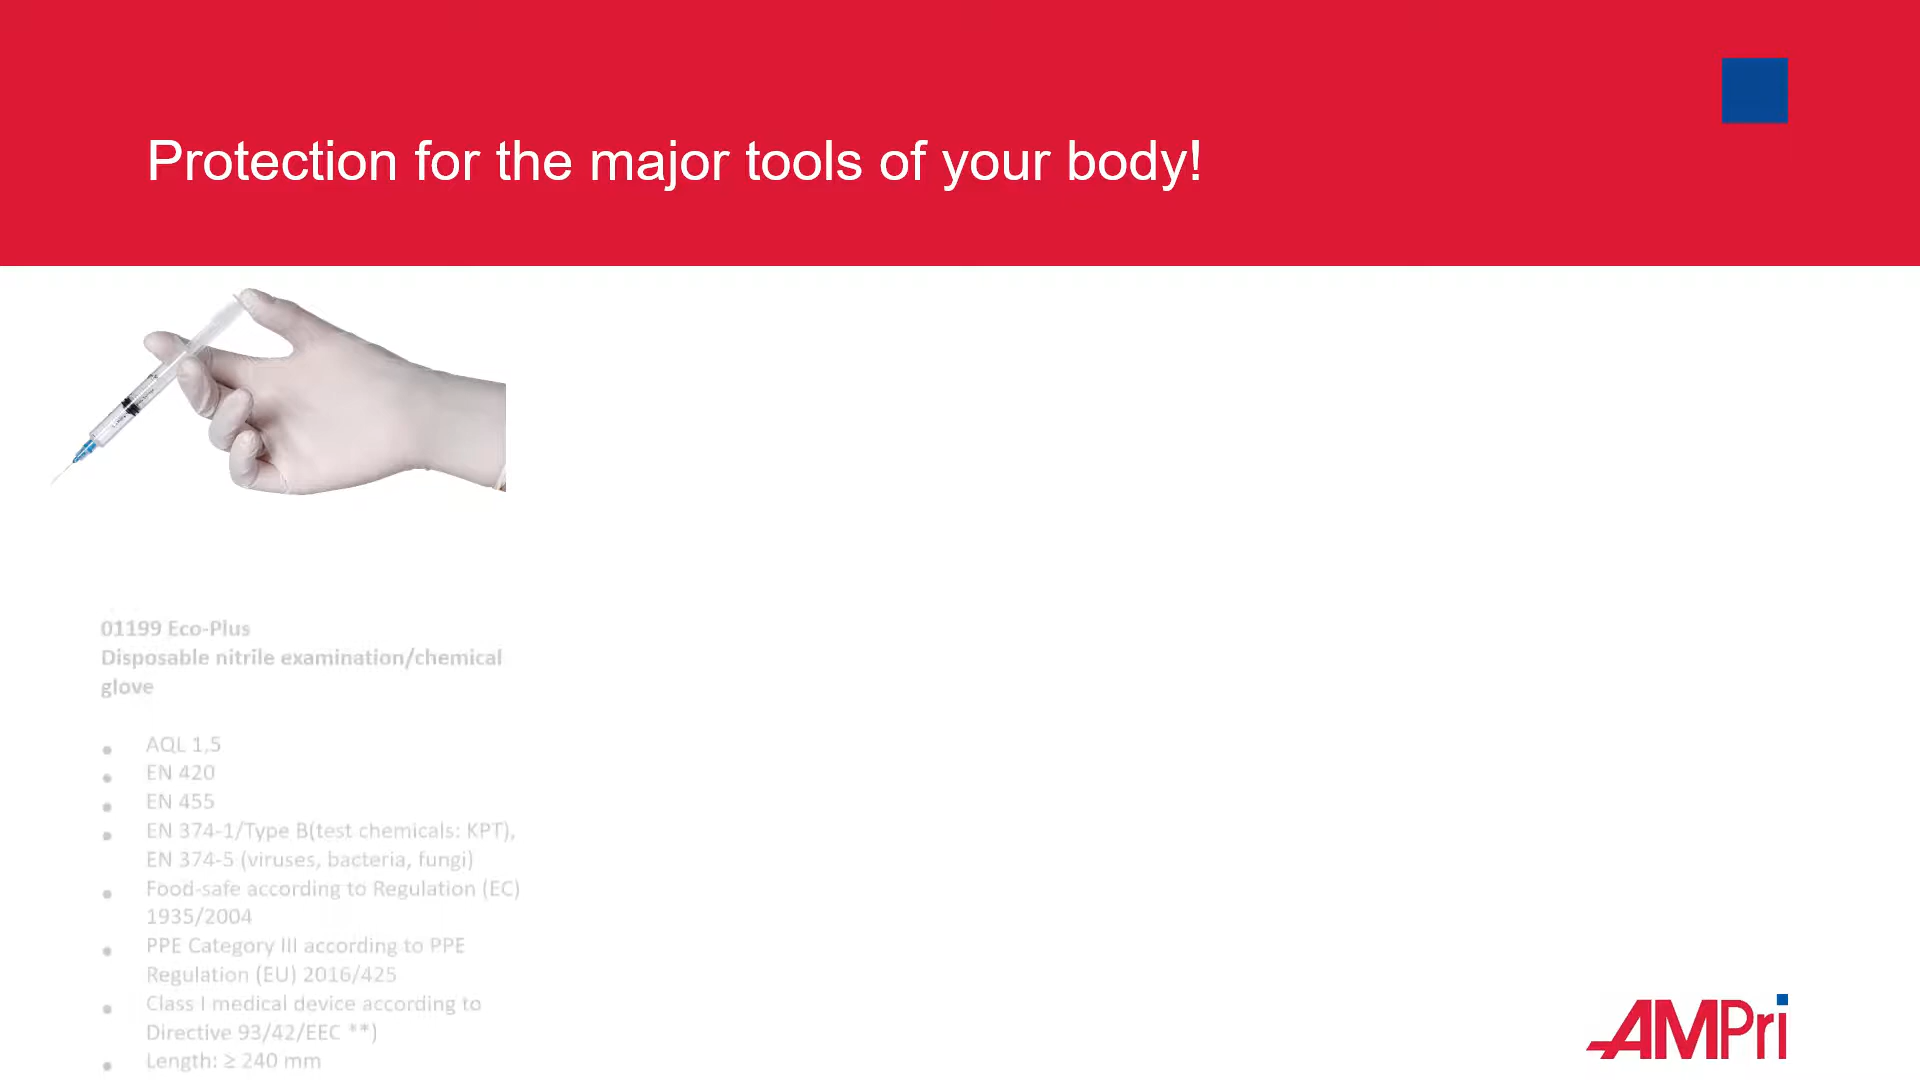 Protection for the major tools of your body!
01199 Eco-Plus
Disposable nitrile examination/chemical
glove
• AQL 1,5
• EN 420
• EN 455
• EN 374-1/Type B(test chemicals: KPT),
EN 374-5 (viruses, bacteria, fungi)
• Food-safe according to Regulation (EC)
1935/2004
• PPE Category III according to PPE
Regulation (EU) 2016/425
• Class I medical device according to
Directive 93/42/EEC **)
• Length: ≥ 240 mm
AMPri